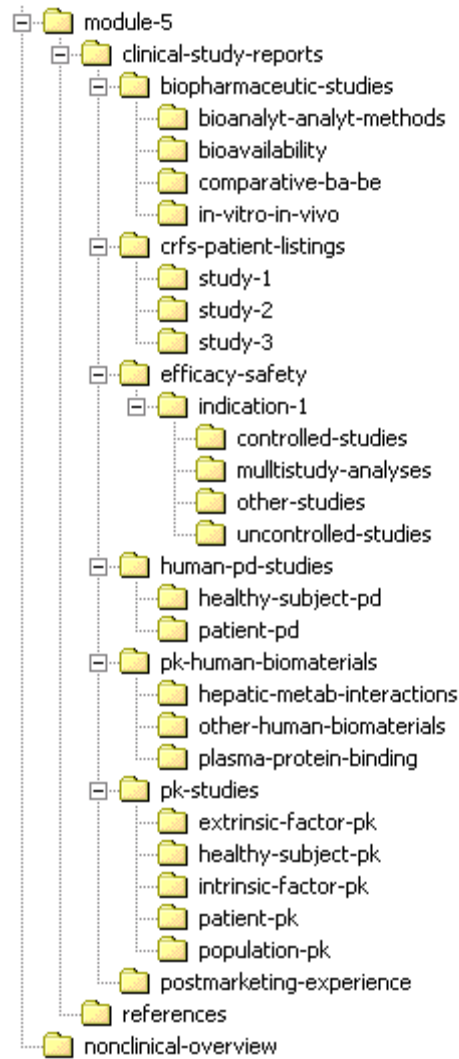 module-5
clinical-study-reports
biopharmaceutic-studies
bioanalyt-analyt-methods
bioavailability
comparative-ba-be
in-vitro-in-vivo
crfs-patient-listings
study-1
study-2
study-3
efficacy-safety
indication-1
controlled-studies
mulltistudy-analyses
other-studies
uncontrolled-studies
human-pd-studies
healthy-subject-pd
patient-pd
pk-human-biomaterials
hepatic-metab-interactions
other-human-biomaterials
plasma-protein-binding
pk-studies
extrinsic-factor-pk
healthy-subject-pk
intrinsic-factor-pk
patient-pk
population-pk
postmarketing-experience
references
nonclinical-overview